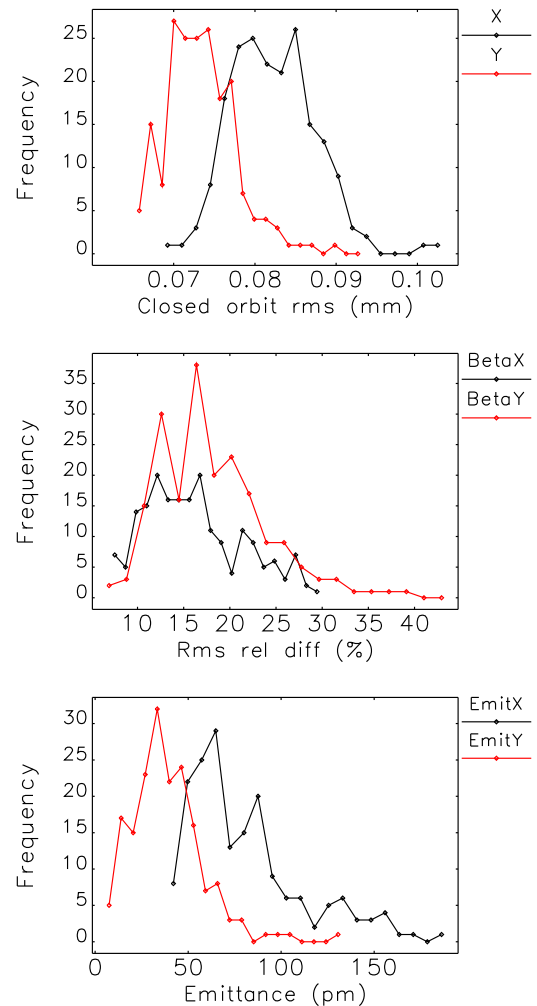 X
Y
25
20
15
10
5
0
Frequency
0.07 0.08 0.09 0.10
Closed orbit rms (mm)
BetaX
BetaY
35
30
25
20
15
10
5
0
Frequency
10 15 20 25 30 35 40
Rms rel diff (%)
EmitX
EmitY
30
25
20
15
10
5
0
Frequency
0 50 100 150
Emittance (pm)